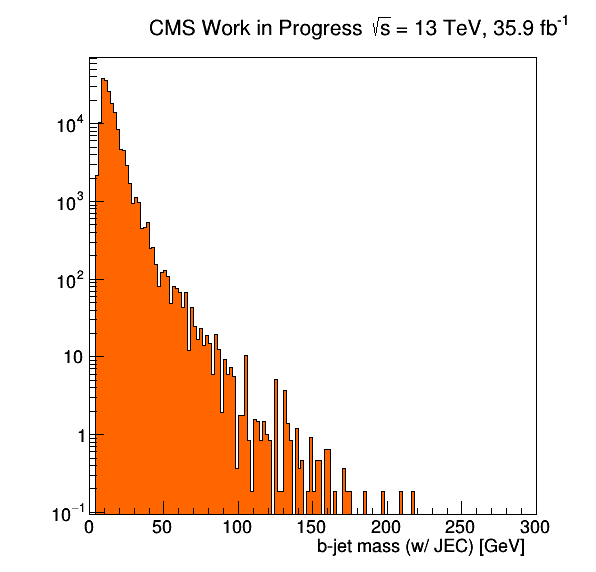 CMS Work in Progress √s = 13 TeV, 35.9 fb⁻¹
10⁴
10³
10²
10
1
10⁻¹
0 50 100 150 200 250 300
b-jet mass (w/ JEC) [GeV]